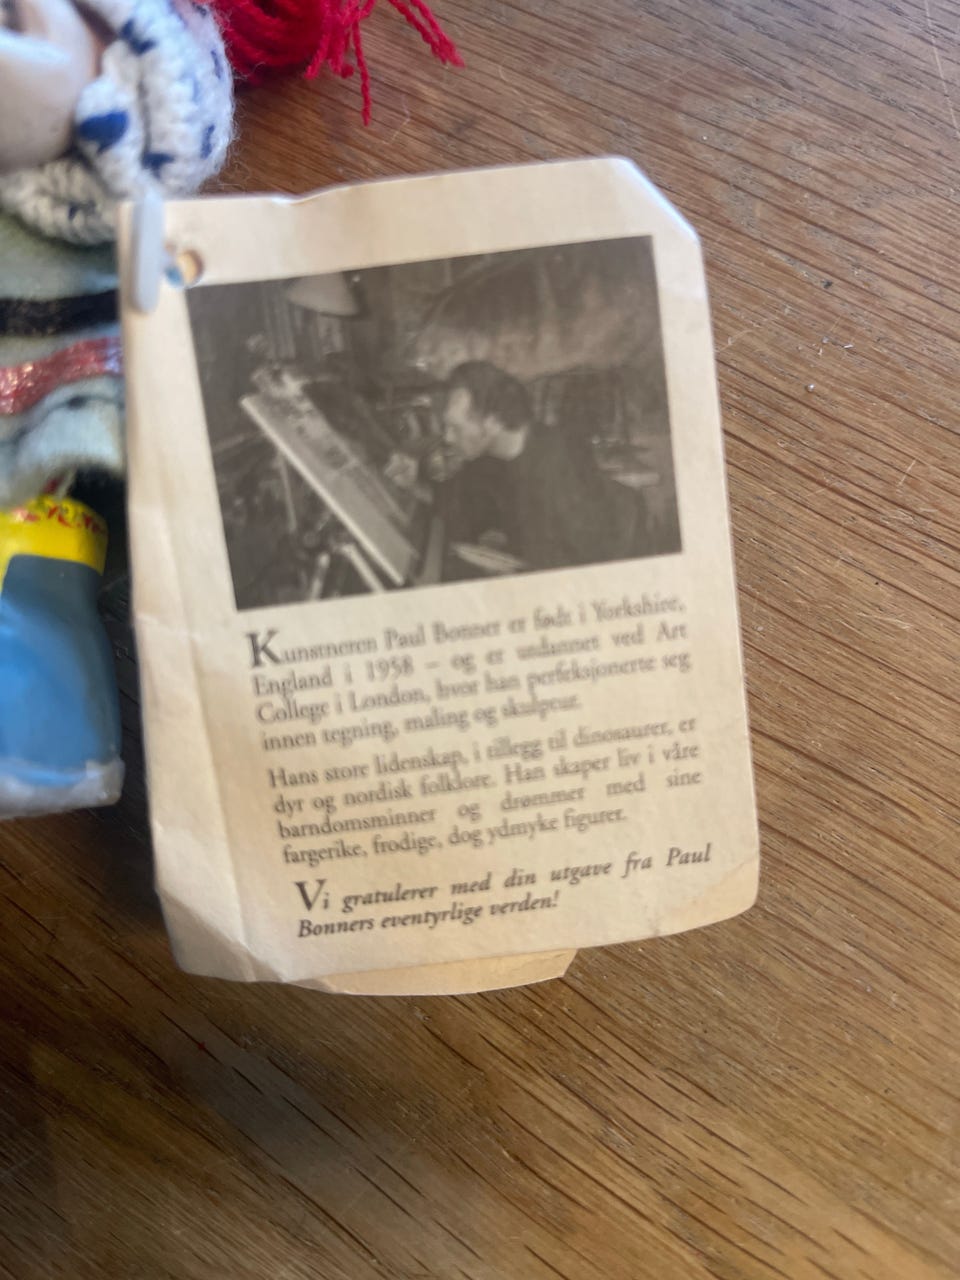 Kunstneren Paul Bonner er født i Yorkshire,
England i 1958 – og er utdannet ved Art
College i London, hvor han perfeksjonerte seg
innen tegning, maling og skulptur.
Hans store lidenskap, i tillegg til dinosaurer, er
dyr og nordisk folklore. Han skaper liv i våre
barndomsminner og drømmer med sine
fargerike, frodige, dog ydmyke figurer.
Vi gratulerer med din utgave fra Paul
Bonners eventyrlige verden!